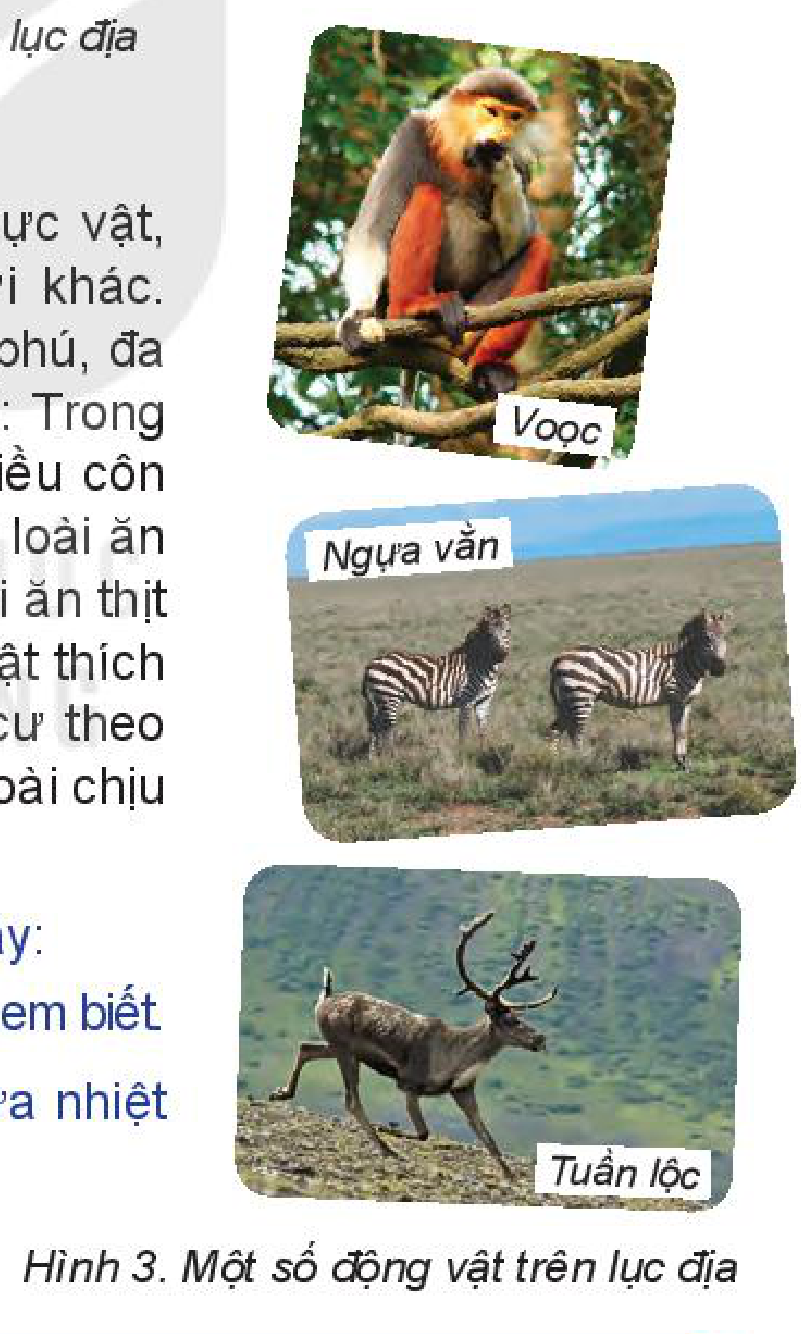 lục địa
ực vật,
i khác.
phú, đa
: Trong
iều côn
loài ăn
i ăn thịt
ật thích
cư theo
oài chịu
ay:
em biết.
ưa nhiệt
Voọc
Ngựa vằn
Tuần lộc
Hình 3. Một số động vật trên lục địa